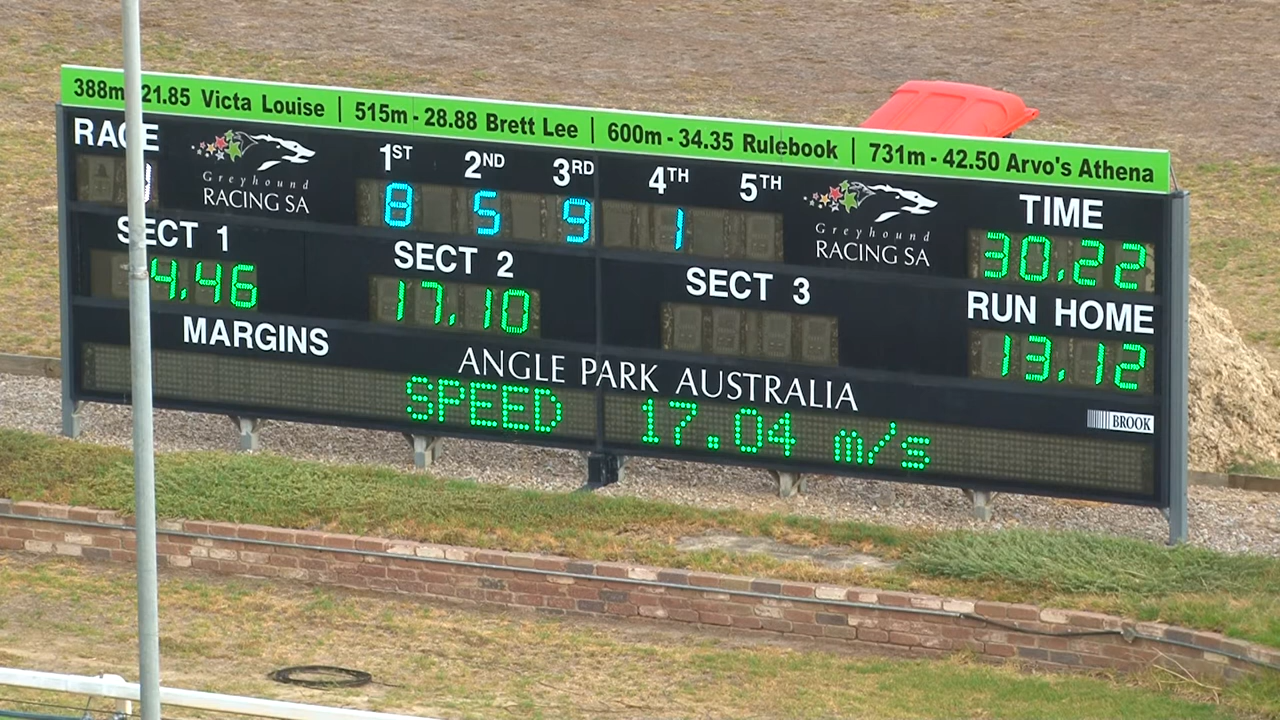 388m 21.85 Victa Louise | 515m - 28.88 Brett Lee | 600m - 34.35 Rulebook | 731m - 42.50 Arvo's Athena
RACE
Greyhound
RACING SA
1ST 2ND 3RD 4TH 5TH
8 5 9 1
Greyhound
RACING SA
TIME
30.22
SECT 1
4.46
SECT 2
17.10
SECT 3
RUN HOME
13.12
MARGINS
ANGLE PARK AUSTRALIA
SPEED 17.04 m/s
BROOK